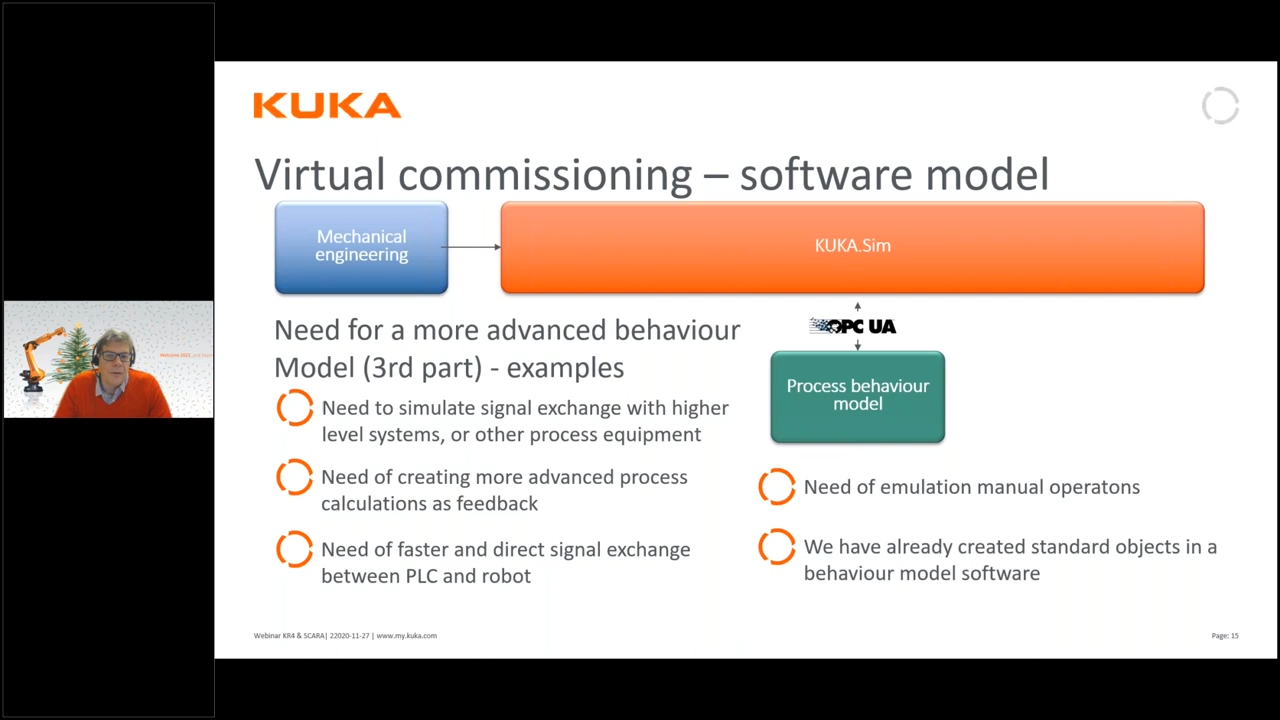 KUKA
Virtual commissioning – software model
Mechanical
engineering
KUKA.Sim
OPC UA
Process behaviour
model
Need for a more advanced behaviour
Model (3rd part) - examples
Need to simulate signal exchange with higher
level systems, or other process equipment
Need of creating more advanced process
calculations as feedback
Need of faster and direct signal exchange
between PLC and robot
Need of emulation manual operatons
We have already created standard objects in a
behaviour model software
Webinar KR4 & SCARA| 22020-11-27 | www.my.kuka.com
Page: 15